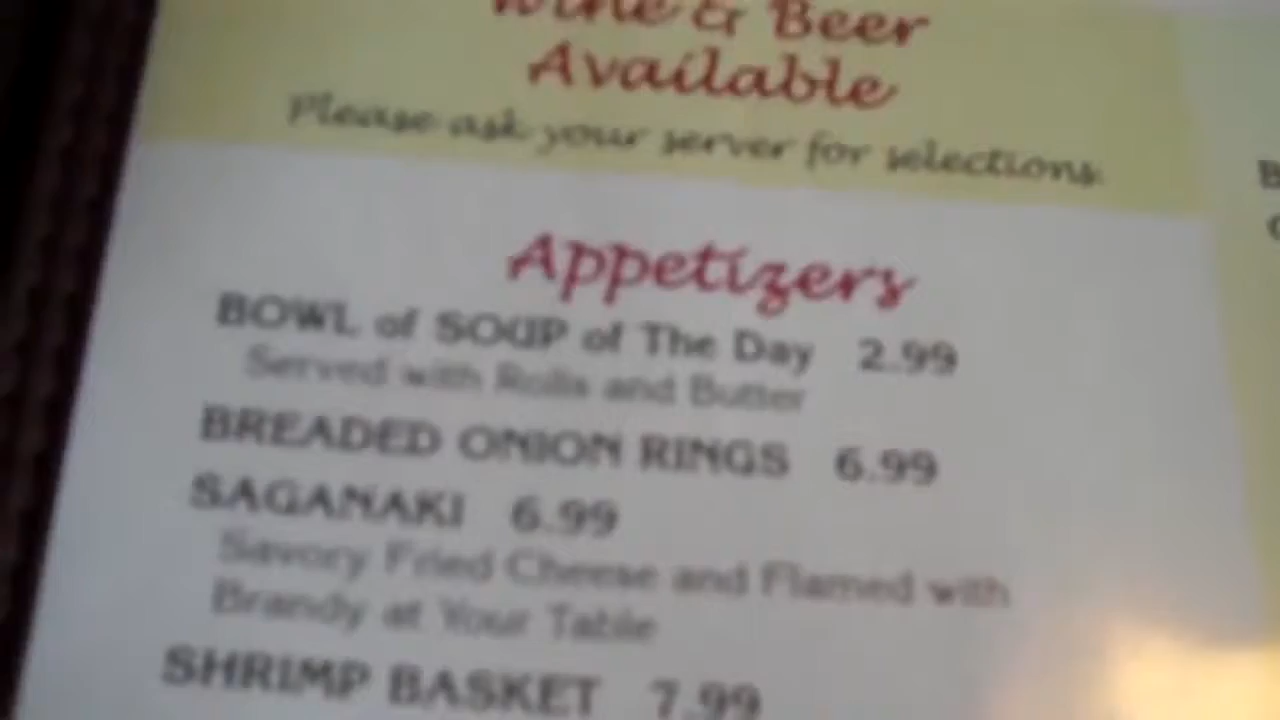 Wine & Beer
Available
Please ask your server for selections.
Appetizers
BOWL of SOUP of The Day 2.99
Served with Rolls and Butter
BREADED ONION RINGS 6.99
SAGANAKI 6.99
Savory Fried Cheese and Flamed with
Brandy at Your Table
SHRIMP BASKET 7.99